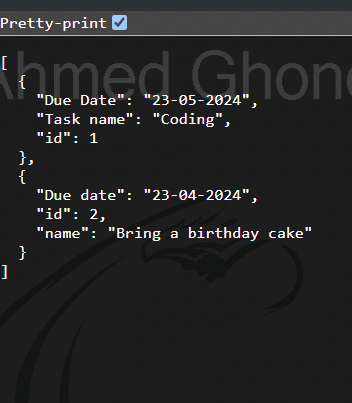 Pretty-print
Ahmed Ghon
[
  {
    "Due Date": "23-05-2024",
    "Task name": "Coding",
    "id": 1
  },
  {
    "Due date": "23-04-2024",
    "id": 2,
    "name": "Bring a birthday cake"
  }
]